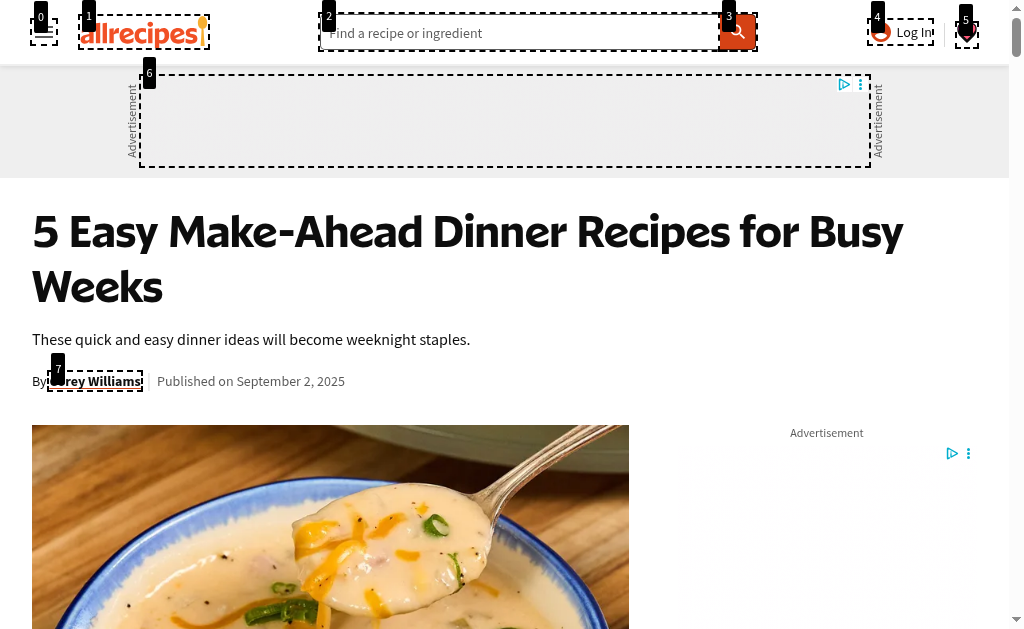 0
1
allrecipes
2
Find a recipe or ingredient
3
4
Log In
5
6
Advertisement
Advertisement
5 Easy Make-Ahead Dinner Recipes for Busy
Weeks
These quick and easy dinner ideas will become weeknight staples.
7
By Corey Williams
Published on September 2, 2025
Advertisement